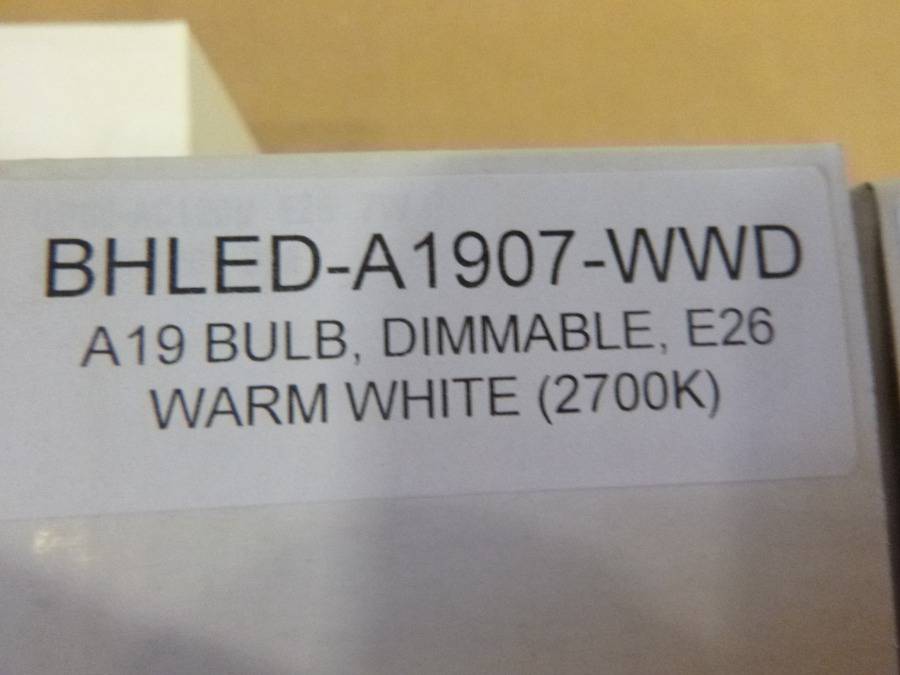 BHLED-A1907-WWD
A19 BULB, DIMMABLE, E26
WARM WHITE (2700K)